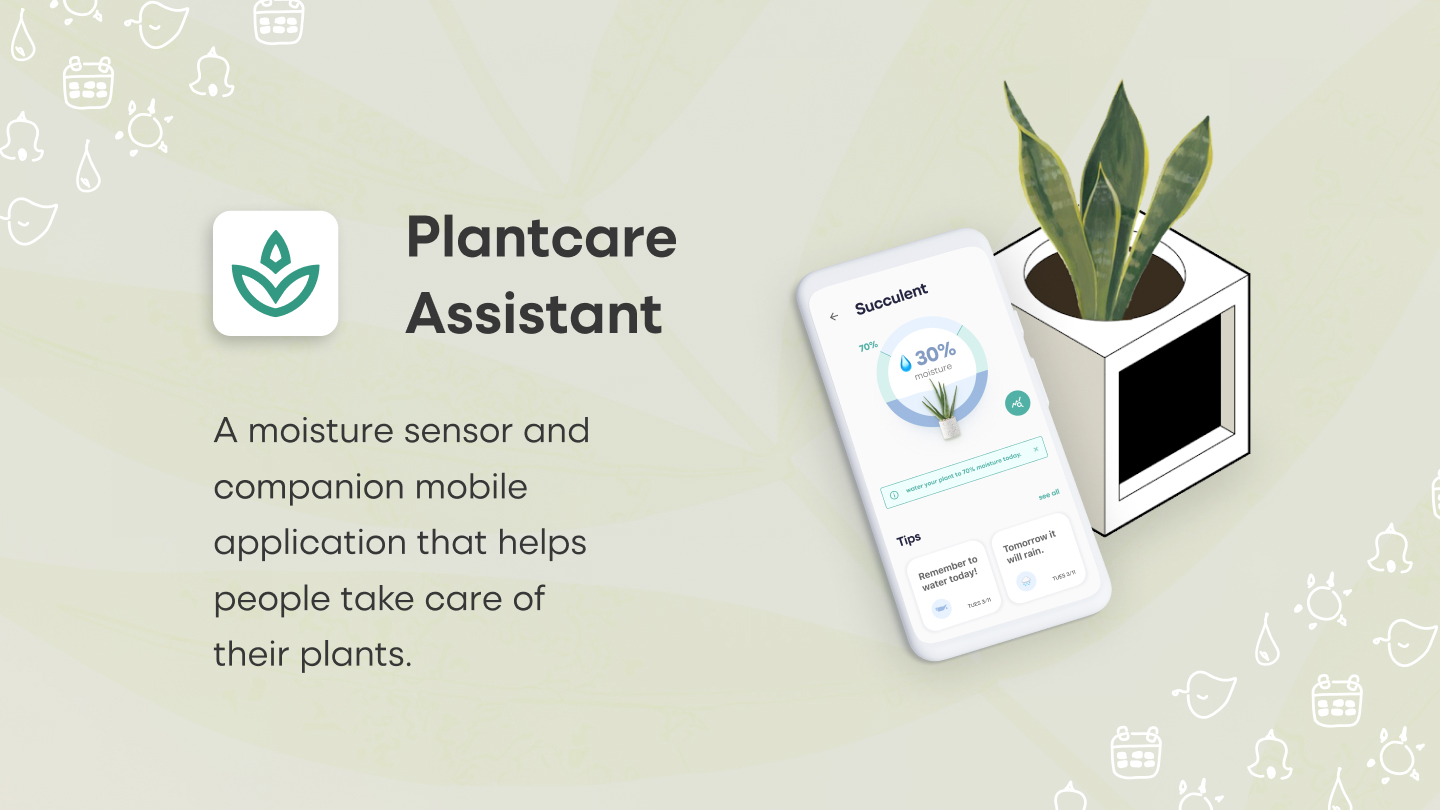 Plantcare
Assistant
A moisture sensor and
companion mobile
application that helps
people take care of
their plants.
Succulent
70%
30%
moisture
water your plant to 70% moisture today.
see all
Tips
Remember to
water today!
TUES 3/11
Tomorrow it
will rain.
TUES 3/11